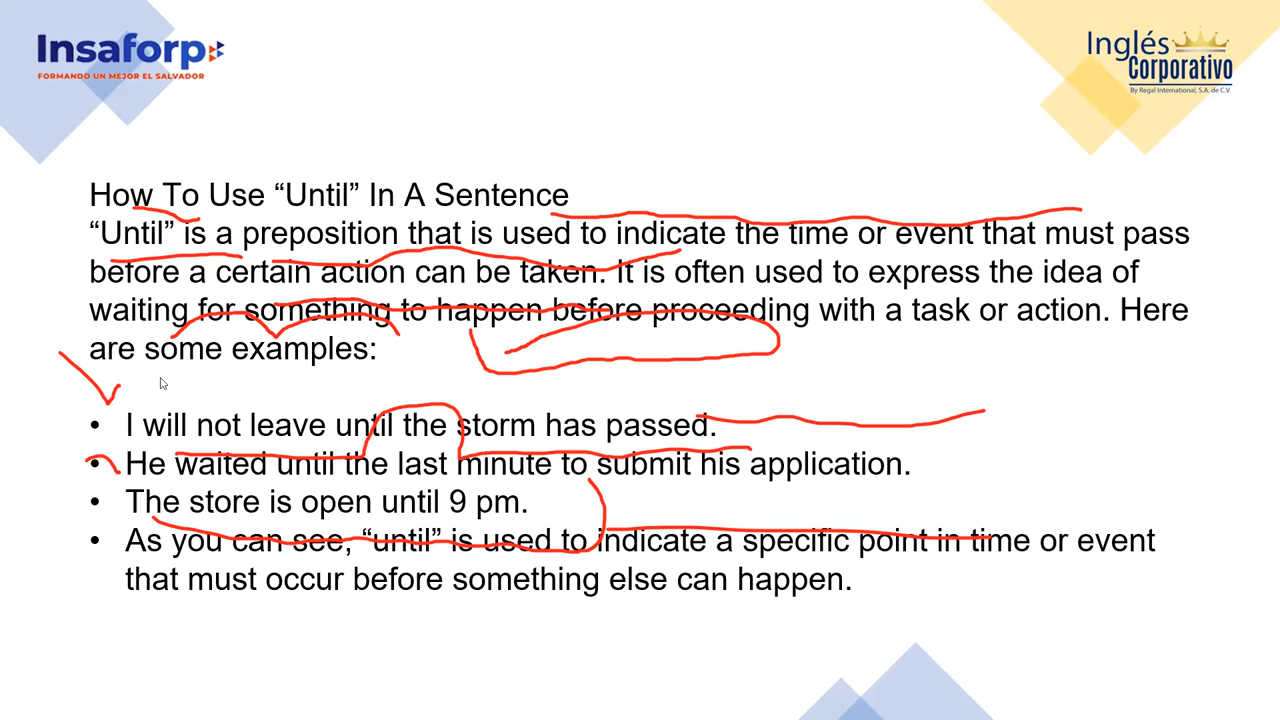 Insaforp
FORMANDO UN MEJOR EL SALVADOR
Inglés
Corporativo
By Regal International, S.A. de C.V.
How To Use “Until” In A Sentence
“Until” is a preposition that is used to indicate the time or event that must pass
before a certain action can be taken. It is often used to express the idea of
waiting for something to happen before proceeding with a task or action. Here
are some examples:
• I will not leave until the storm has passed.
• He waited until the last minute to submit his application.
• The store is open until 9 pm.
• As you can see, “until” is used to indicate a specific point in time or event
that must occur before something else can happen.